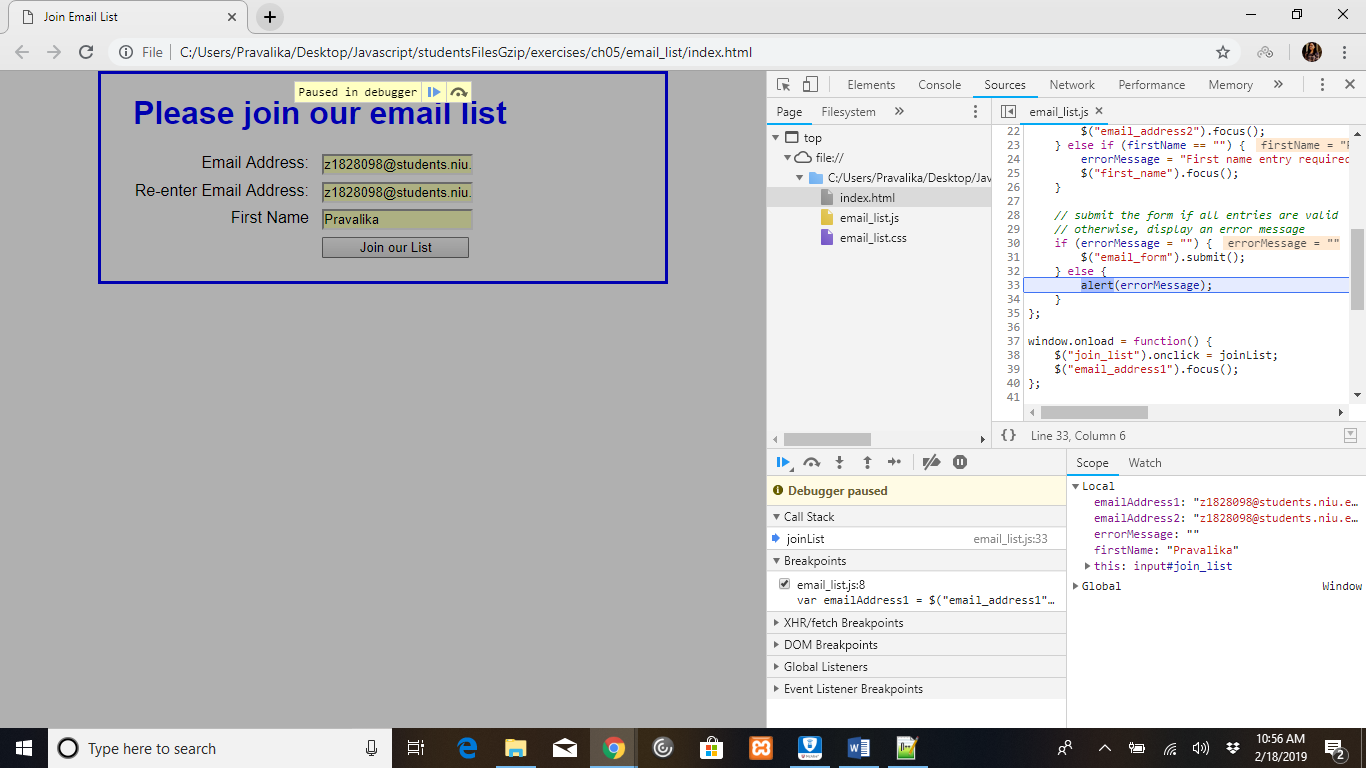 Join Email List
File
C:/Users/Pravalika/Desktop/Javascript/studentsFilesGzip/exercises/ch05/email_list/index.html
Paused in debugger
Please join our email list
Email Address:
z1828098@students.niu.
Re-enter Email Address:
z1828098@students.niu.
First Name
Pravalika
Join our List
Elements Console Sources Network Performance Memory »
Page Filesystem »
top
file://
C:/Users/Pravalika/Desktop/Jav
index.html
email_list.js
email_list.css
email_list.js
22 $("email_address2").focus();
23 } else if (firstName == "") { firstName = "
24 errorMessage = "First name entry required
25 $("first_name").focus();
26 }
27
28 // submit the form if all entries are valid
29 // otherwise, display an error message
30 if (errorMessage = "") { errorMessage = ""
31 $("email_form").submit();
32 } else {
33 alert(errorMessage);
34 }
35 };
36
37 window.onload = function() {
38 $("join_list").onclick = joinList;
39 $("email_address1").focus();
40 };
41
{} Line 33, Column 6
Debugger paused
Call Stack
joinList email_list.js:33
Breakpoints
email_list.js:8
var emailAddress1 = $("email_address1"…
XHR/fetch Breakpoints
DOM Breakpoints
Global Listeners
Event Listener Breakpoints
Scope Watch
Local
emailAddress1: "z1828098@students.niu.e…
emailAddress2: "z1828098@students.niu.e…
errorMessage: ""
firstName: "Pravalika"
this: input#join_list
Global Window
Type here to search
10:56 AM
2/18/2019
2